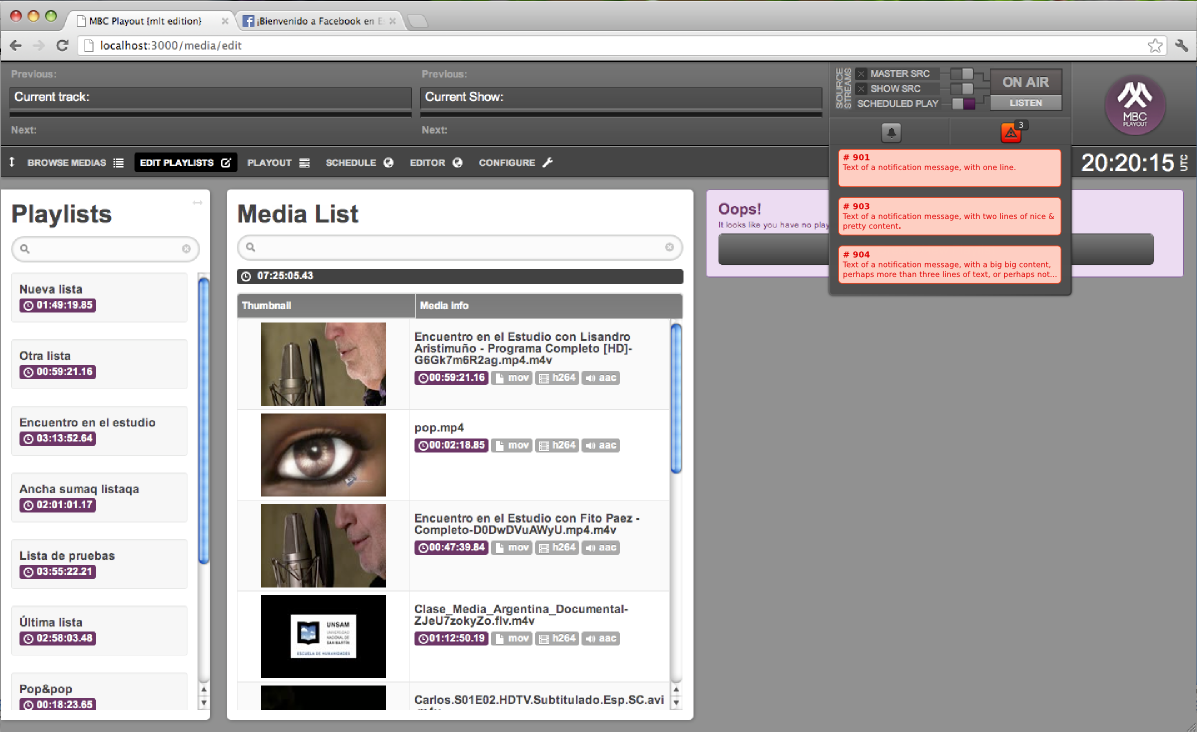 MBC Playout {mlt edition}
¡Bienvenido a Facebook en E
localhost:3000/media/edit
Previous:
Current track:
Next:
Previous:
Current Show:
Next:
SOURCE
STREAMS
MASTER SRC
SHOW SRC
SCHEDULED PLAY
ON AIR
LISTEN
MBC
PLAYOUT
3
BROWSE MEDIAS
EDIT PLAYLISTS
PLAYOUT
SCHEDULE
EDITOR
CONFIGURE
20:20:15 UTC
# 901
Text of a notification message, with one line.
# 903
Text of a notification message, with two lines of nice &
pretty content.
# 904
Text of a notification message, with a big big content,
perhaps more than three lines of text, or perhaps not...
Playlists
Nueva lista
01:49:19.85
Otra lista
00:59:21.16
Encuentro en el estudio
03:13:52.64
Ancha sumaq listaqa
02:01:01.17
Lista de pruebas
03:55:22.21
Última lista
02:58:03.48
Pop&pop
00:18:23.65
Media List
07:25:05.43
Thumbnail
Media info
Encuentro en el Estudio con Lisandro
Aristimuño - Programa Completo [HD]-
G6Gk7m6R2ag.mp4.m4v
00:59:21.16 mov h264 aac
pop.mp4
00:02:18.85 mov h264 aac
Encuentro en el Estudio con Fito Paez -
Completo-D0DwDVuAWyU.mp4.m4v
00:47:39.84 mov h264 aac
UNSAM
UNIVERSIDAD
NACIONAL DE
SAN MARTÍN
ESCUELA DE HUMANIDADES
Clase_Media_Argentina_Documental-
ZJeU7zokyZo.flv.m4v
01:12:50.19 mov h264 aac
Carlos.S01E02.HDTV.Subtitulado.Esp.SC.avi
.m4v
Oops!
It looks like you have no play